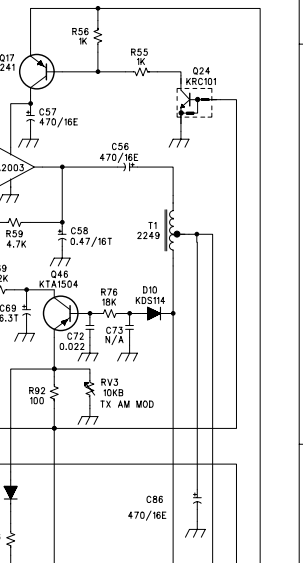 R56
1K
R55
1K
Q17
241
Q24
KRC101
C57
470/16E
C56
470/16E
2003
R59
4.7K
C58
0.47/16T
T1
2249
Q46
KTA1504
R76
18K
D10
KDS114
C69
6.3T
C72
0.022
C73
N/A
R92
100
RV3
10KB
TX AM MOD
C86
470/16E